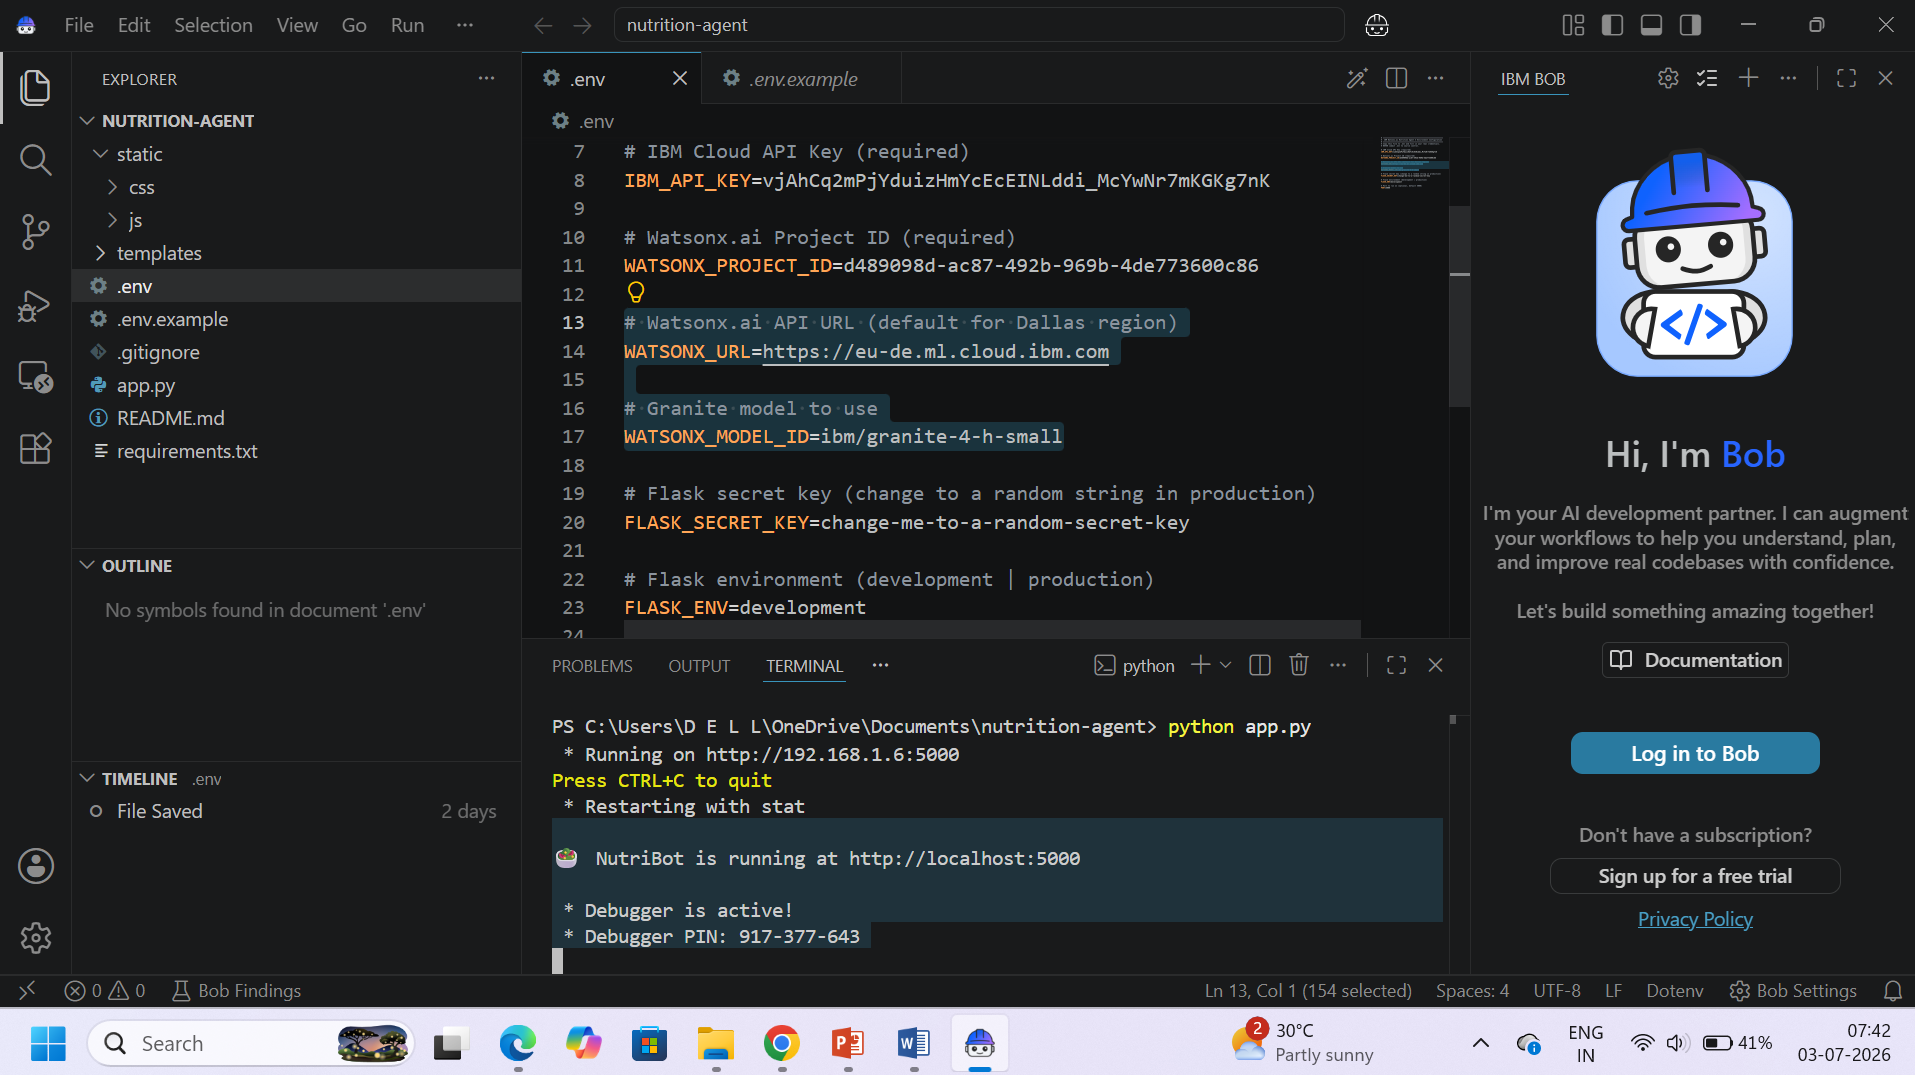 File Edit Selection View Go Run ···
nutrition-agent
EXPLORER
NUTRITION-AGENT
static
css
js
templates
.env
.env.example
.gitignore
app.py
README.md
requirements.txt
OUTLINE
No symbols found in document '.env'
TIMELINE .env
File Saved 2 days
.env .env.example
.env
7 # IBM Cloud API Key (required)
8 IBM_API_KEY=vjAhCq2mPjYduizHmYcEcEINLddi_McYwNr7mKGKg7nK
9
10 # Watsonx.ai Project ID (required)
11 WATSONX_PROJECT_ID=d489098d-ac87-492b-969b-4de773600c86
12
13 # Watsonx.ai API URL (default for Dallas region)
14 WATSONX_URL=https://eu-de.ml.cloud.ibm.com
15
16 # Granite model to use
17 WATSONX_MODEL_ID=ibm/granite-4-h-small
18
19 # Flask secret key (change to a random string in production)
20 FLASK_SECRET_KEY=change-me-to-a-random-secret-key
21
22 # Flask environment (development | production)
23 FLASK_ENV=development
24
PROBLEMS OUTPUT TERMINAL ··· python
PS C:\Users\D E L L\OneDrive\Documents\nutrition-agent> python app.py
* Running on http://192.168.1.6:5000
Press CTRL+C to quit
* Restarting with stat
NutriBot is running at http://localhost:5000
* Debugger is active!
* Debugger PIN: 917-377-643
IBM BOB
Hi, I'm Bob
I'm your AI development partner. I can augment
your workflows to help you understand, plan,
and improve real codebases with confidence.
Let's build something amazing together!
Documentation
Log in to Bob
Don't have a subscription?
Sign up for a free trial
Privacy Policy
0 0 Bob Findings
Ln 13, Col 1 (154 selected) Spaces: 4 UTF-8 LF Dotenv Bob Settings
Search
2
30°C
Partly sunny
ENG
IN
41%
07:42
03-07-2026